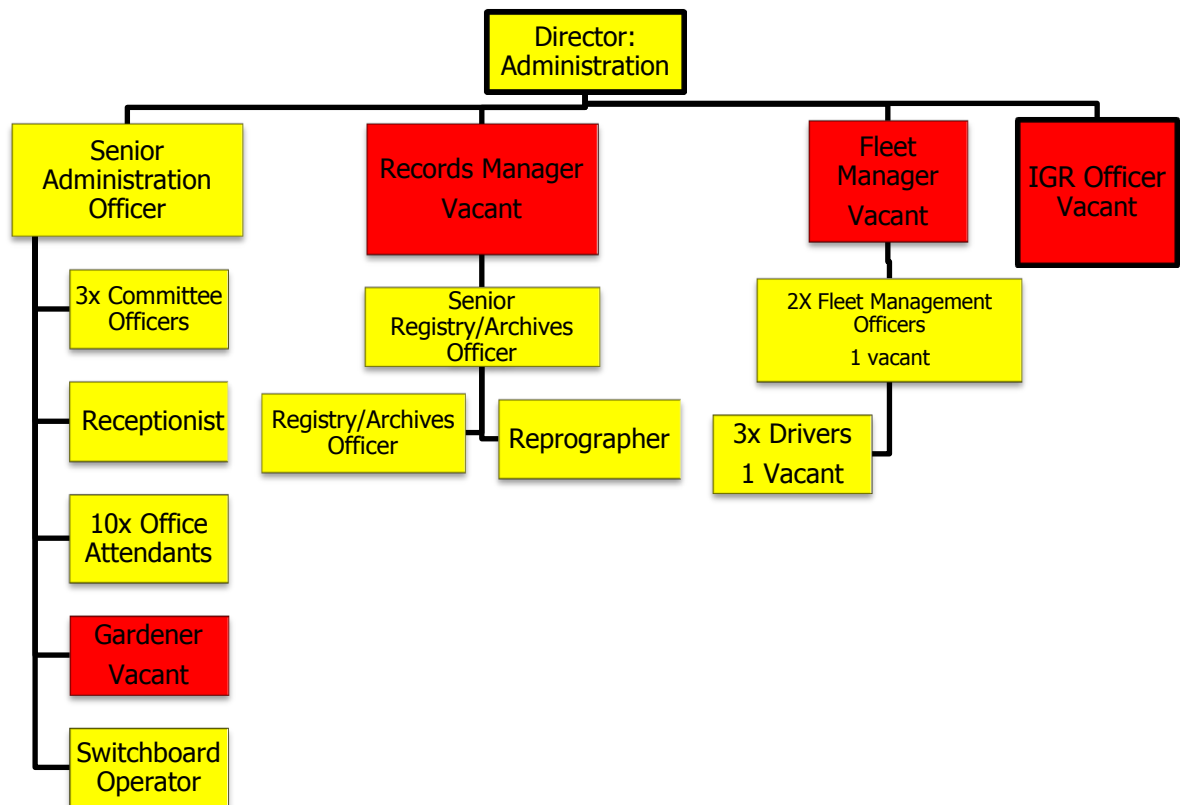 Director:
Administration
Senior
Administration
Officer
Records Manager
Vacant
Fleet
Manager
Vacant
IGR Officer
Vacant
3x Committee
Officers
Senior
Registry/Archives
Officer
2X Fleet Management
Officers
1 vacant
Receptionist
Registry/Archives
Officer
Reprographer
3x Drivers
1 Vacant
10x Office
Attendants
Gardener
Vacant
Switchboard
Operator